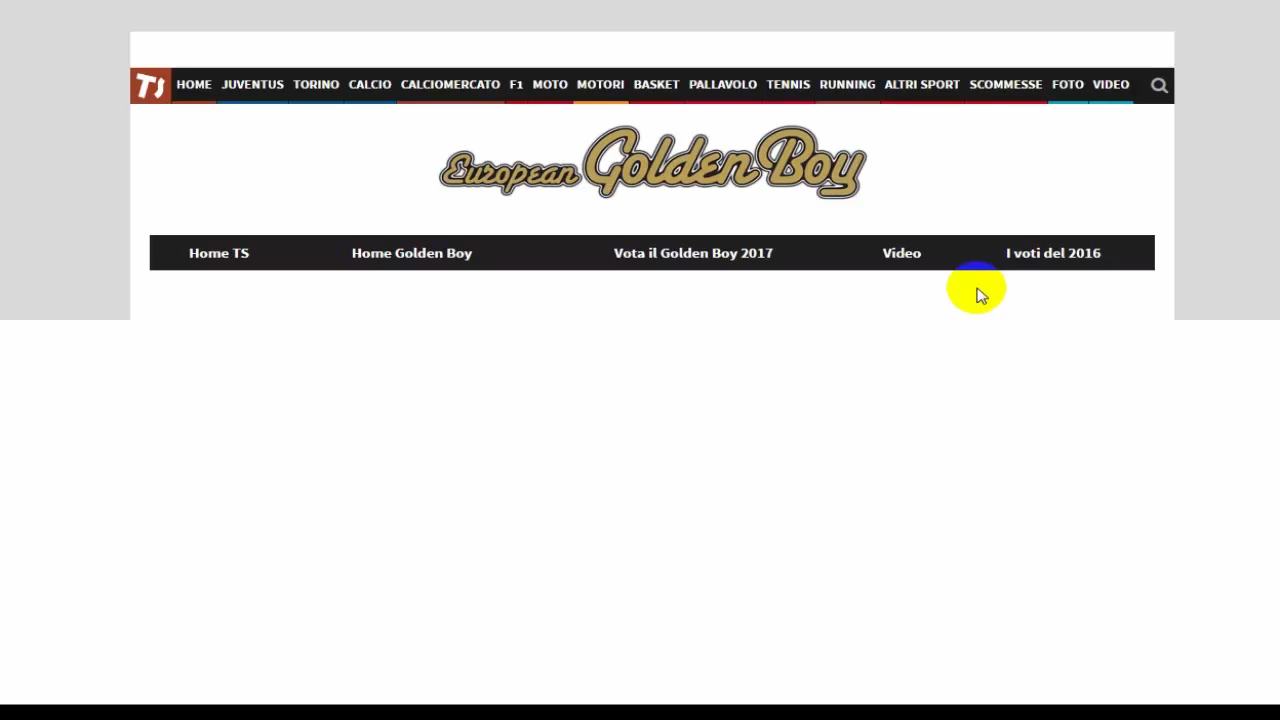 TS HOME JUVENTUS TORINO CALCIO CALCIOMERCATO F1 MOTO MOTORI BASKET PALLAVOLO TENNIS RUNNING ALTRI SPORT SCOMMESSE FOTO VIDEO
European Golden Boy
Home TS Home Golden Boy Vota il Golden Boy 2017 Video I voti del 2016